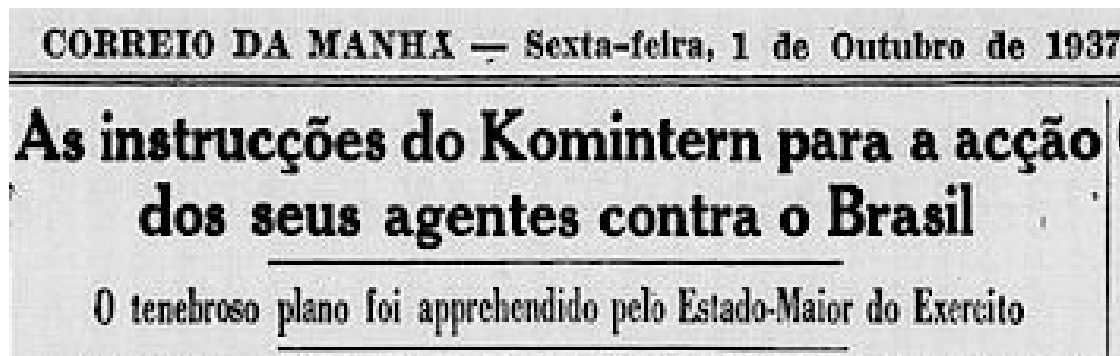 CORREIO DA MANHÃ — Sexta-feira, 1 de Outubro de 1937
As instrucções do Komintern para a acção
dos seus agentes contra o Brasil
O tenebroso plano foi apprehendido pelo Estado-Maior do Exercito